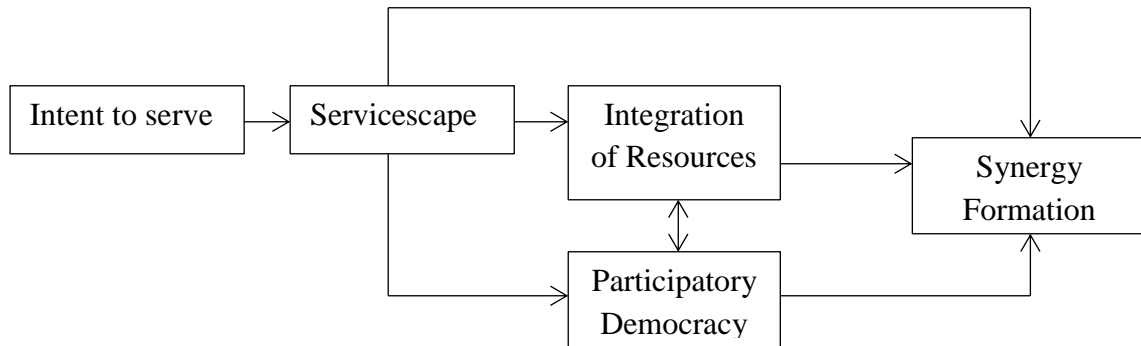 Intent to serve
Servicescape
Integration
of Resources
Synergy
Formation
Participatory
Democracy